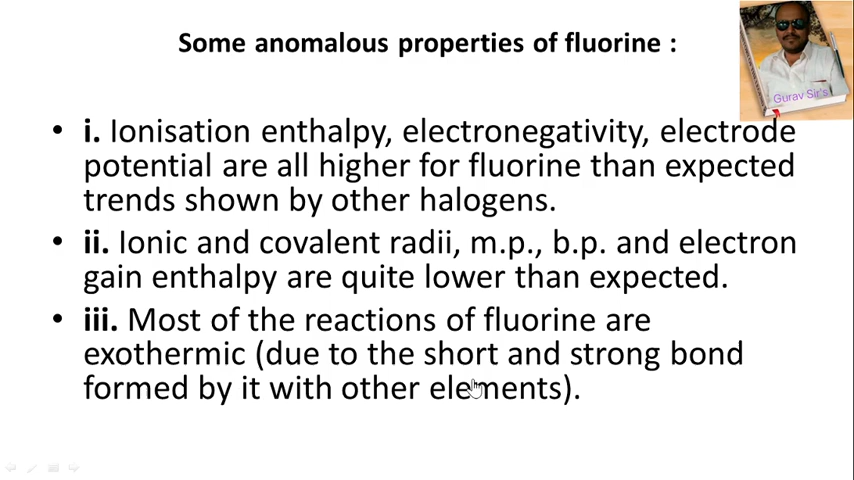 Some anomalous properties of fluorine :
Gurav Sir's
• i. Ionisation enthalpy, electronegativity, electrode
potential are all higher for fluorine than expected
trends shown by other halogens.
• ii. Ionic and covalent radii, m.p., b.p. and electron
gain enthalpy are quite lower than expected.
• iii. Most of the reactions of fluorine are
exothermic (due to the short and strong bond
formed by it with other elements).